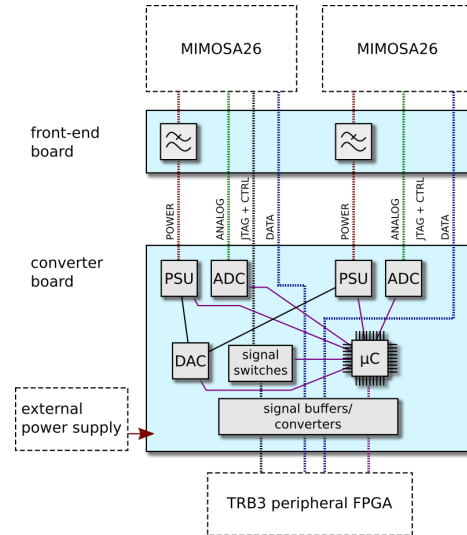 MIMOSA26
MIMOSA26
front-end
board
POWER
ANALOG
JTAG + CTRL
DATA
POWER
ANALOG
JTAG + CTRL
DATA
converter
board
PSU
ADC
PSU
ADC
DAC
signal
switches
µC
external
power supply
signal buffers/
converters
TRB3 peripheral FPGA